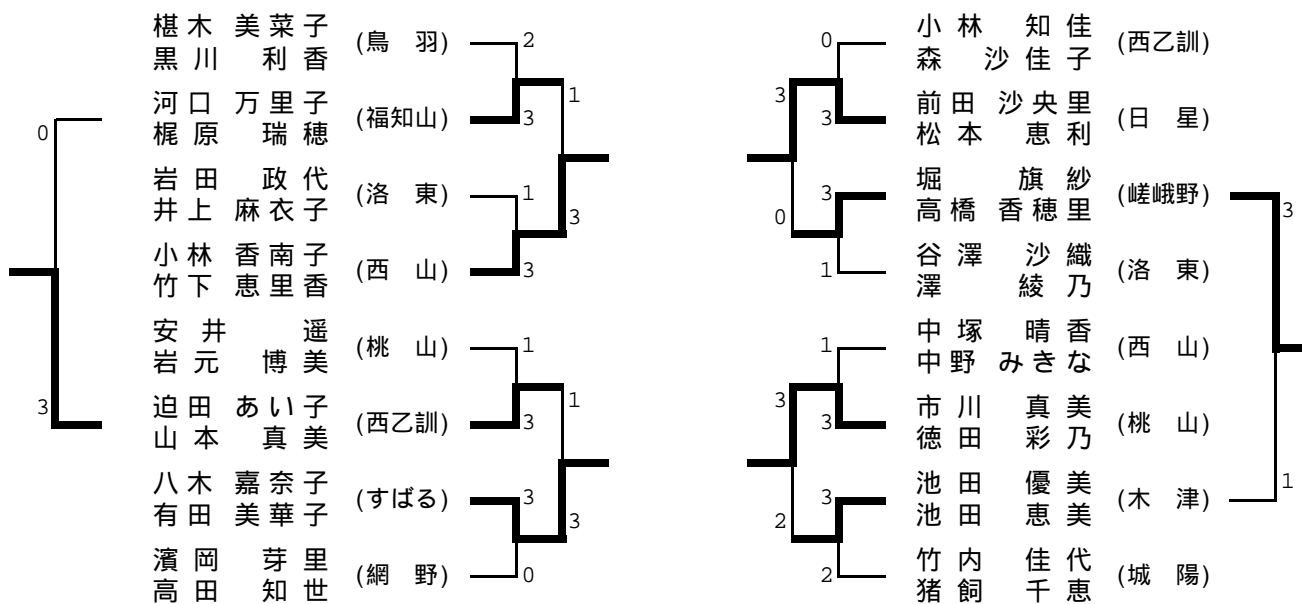 椹木 美菜子
黒川 利香
(鳥 羽)
2
河口 万里子
梶原 瑞穂
(福知山)
3
1
0
岩田 政代
井上 麻衣子
(洛 東)
1
小林 香南子
竹下 恵里香
(西 山)
3
3
安井 遥
岩元 博美
(桃 山)
1
迫田 あい子
山本 真美
(西乙訓)
3
1
3
八木 嘉奈子
有田 美華子
(すばる)
3
濱岡 芽里
高田 知世
(網 野)
0
3
0
小林 知佳
森 沙佳子
(西乙訓)
3
3
前田 沙央里
松本 恵利
(日 星)
3
堀 旗紗
高橋 香穂里
(嵯峨野)
3
0
1
谷澤 沙織
澤 綾乃
(洛 東)
1
中塚 晴香
中野 みきな
(西 山)
3
3
市川 真美
徳田 彩乃
(桃 山)
3
池田 優美
池田 恵美
(木 津)
1
2
2
竹内 佳代
猪飼 千恵
(城 陽)